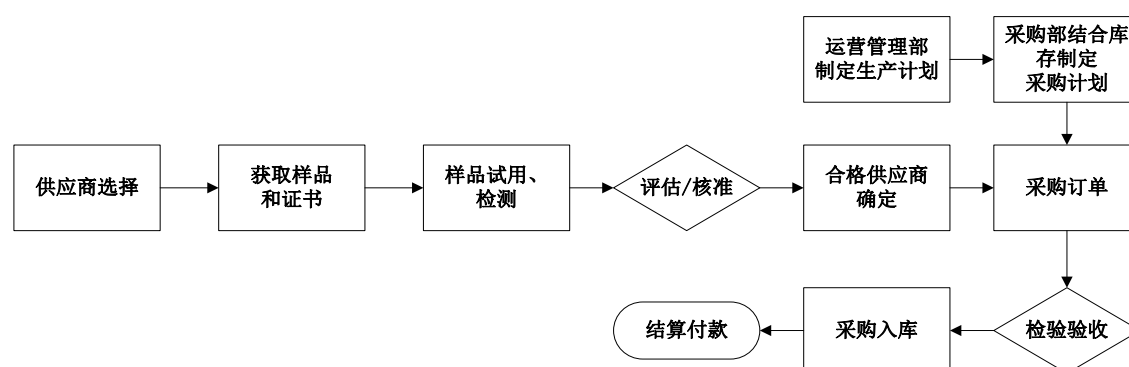 运营管理部
制定生产计划
采购部结合库
存制定
采购计划
供应商选择
获取样品
和证书
样品试用、
检测
评估/核准
合格供应商
确定
采购订单
结算付款
采购入库
检验验收